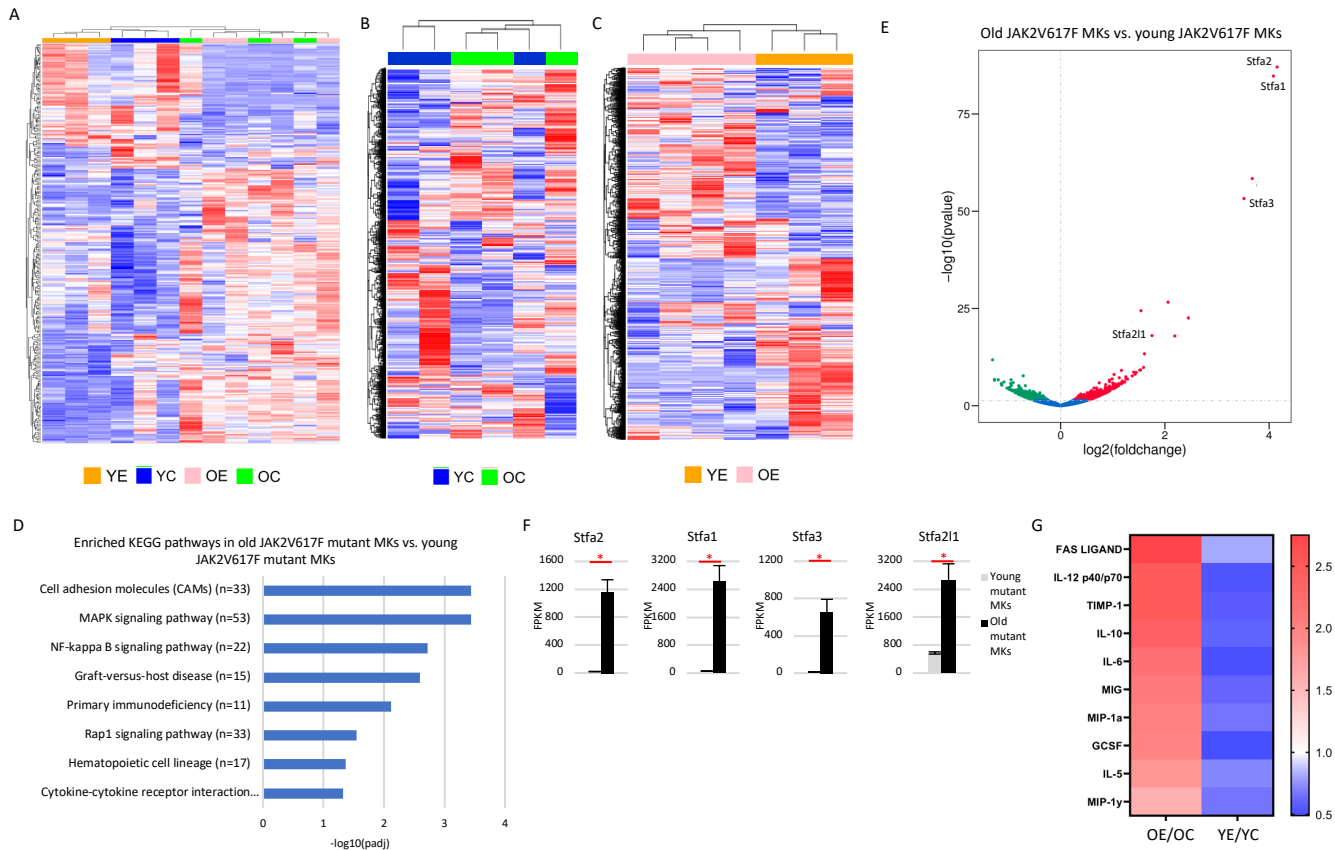 A
YE YC OE OC
B
YC OC
C
YE OE
D
Enriched KEGG pathways in old JAK2V617F mutant MKs vs. young
JAK2V617F mutant MKs
Cell adhesion molecules (CAMs) (n=33)
MAPK signaling pathway (n=53)
NF-kappa B signaling pathway (n=22)
Graft-versus-host disease (n=15)
Primary immunodeficiency (n=11)
Rap1 signaling pathway (n=33)
Hematopoietic cell lineage (n=17)
Cytokine-cytokine receptor interaction…
0 1 2 3 4
-log10(padj)
E
Old JAK2V617F MKs vs. young JAK2V617F MKs
Stfa2
Stfa1
Stfa3
Stfa2l1
75
50
25
0
−log10(pvalue)
0 2 4
log2(foldchange)
F
Stfa2
*
1600
1200
800
400
0
FPKM
Stfa1
*
3200
2400
1600
800
0
FPKM
Stfa3
*
1200
800
400
0
FPKM
Stfa2l1
*
3200
2400
1600
800
0
FPKM
Young
mutant
MKs
Old
mutant
MKs
G
FAS LIGAND
IL-12 p40/p70
TIMP-1
IL-10
IL-6
MIG
MIP-1a
GCSF
IL-5
MIP-1y
OE/OC YE/YC
2.5
2.0
1.5
1.0
0.5